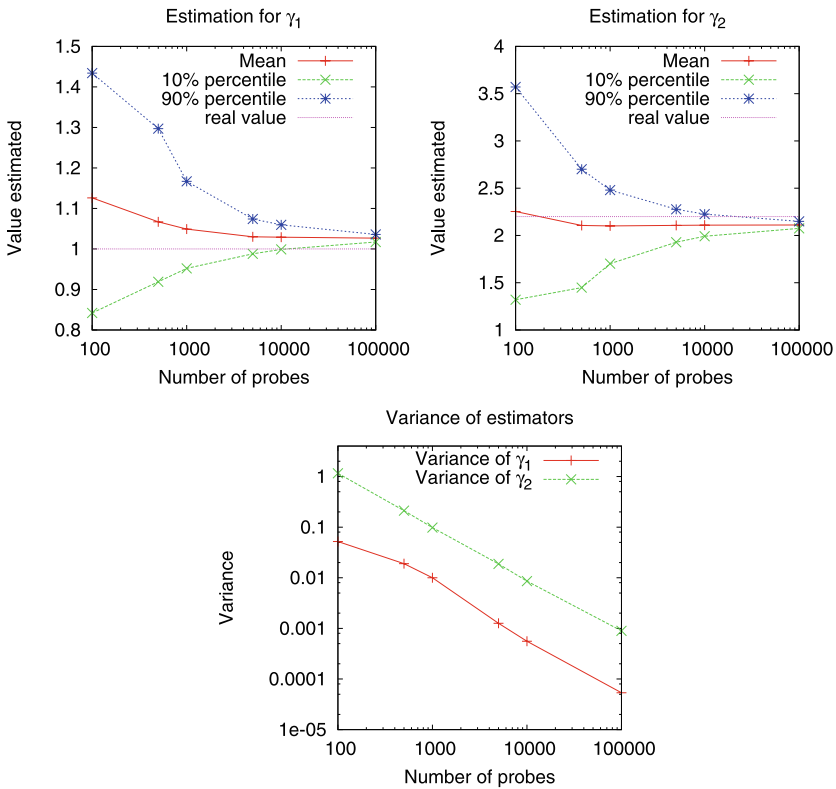 Estimation for γ1
Value estimated
1.5
1.4
1.3
1.2
1.1
1
0.9
0.8
Mean
10% percentile
90% percentile
real value
100
1000
10000
100000
Number of probes
Estimation for γ2
Value estimated
4
3.5
3
2.5
2
1.5
1
Mean
10% percentile
90% percentile
real value
100
1000
10000
100000
Number of probes
Variance of estimators
Variance
1
0.1
0.01
0.001
0.0001
1e-05
Variance of γ1
Variance of γ2
100
1000
10000
100000
Number of probes